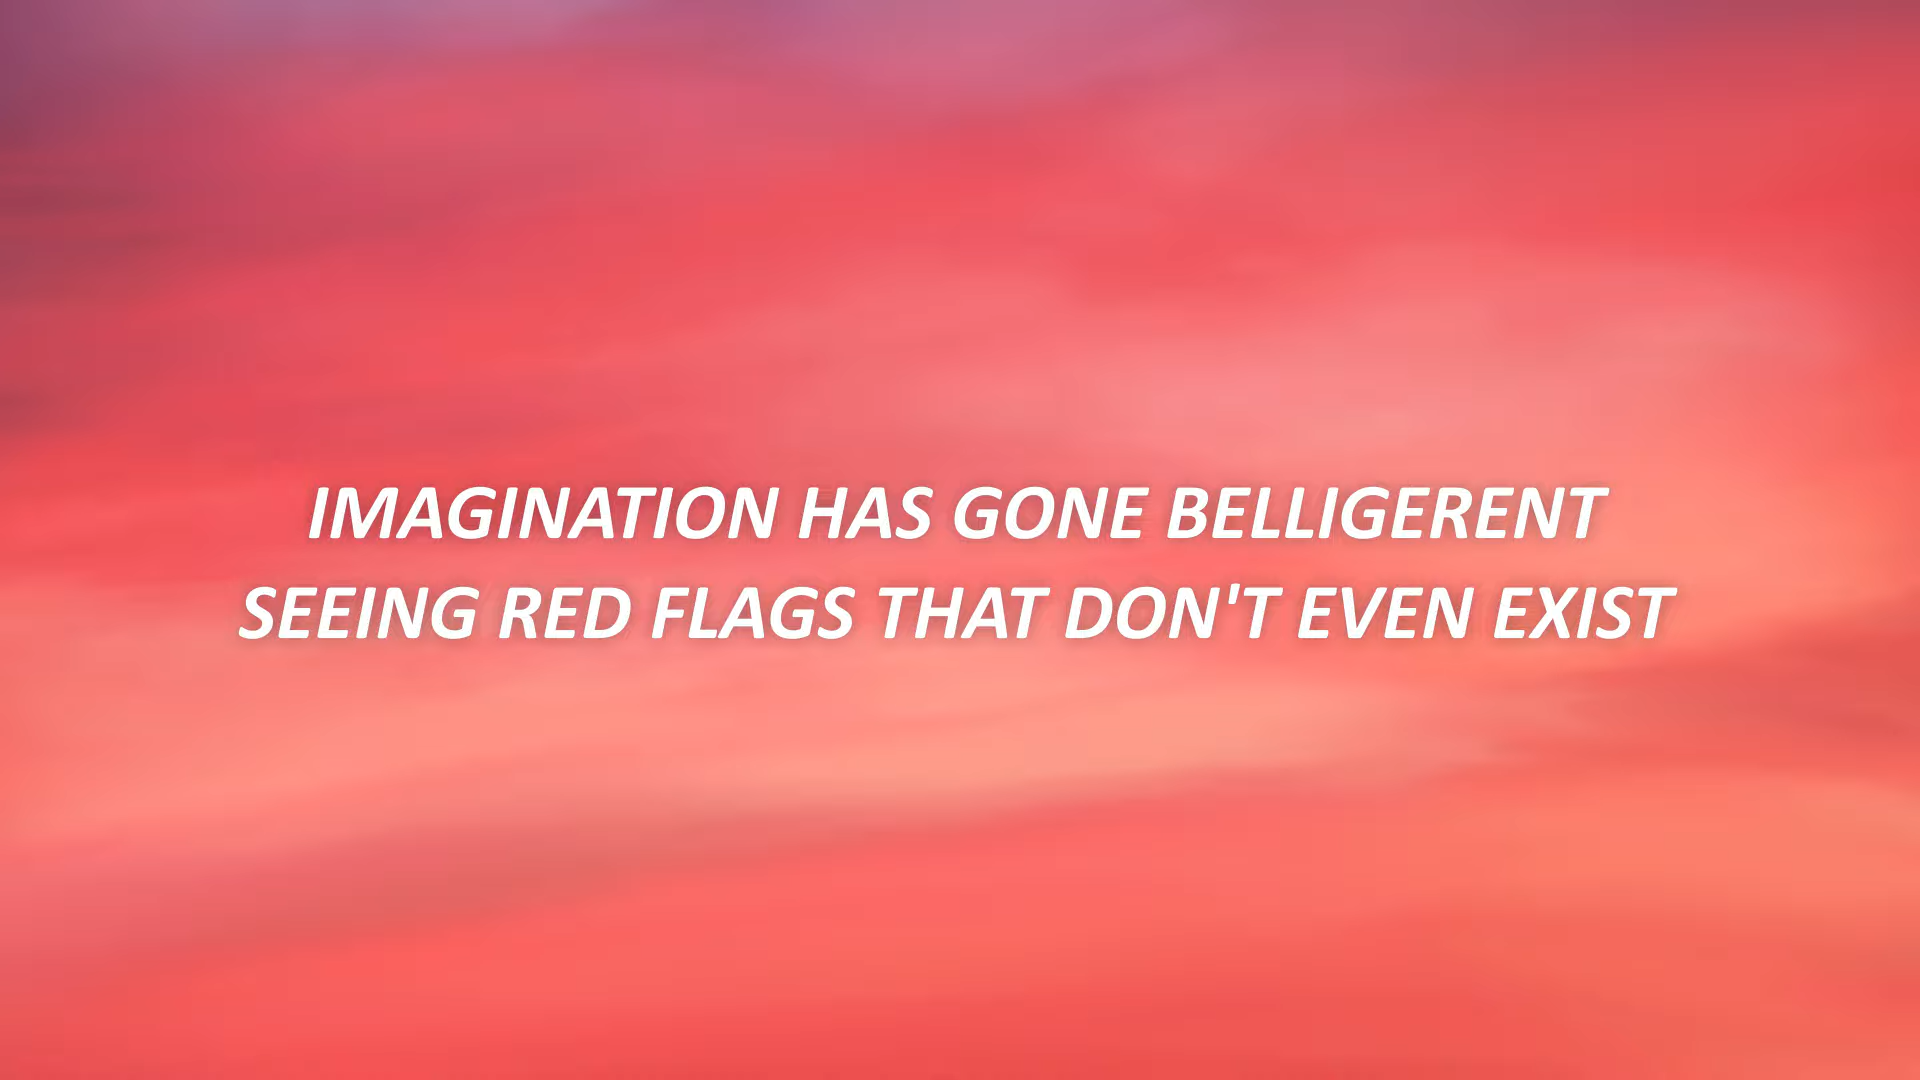 IMAGINATION HAS GONE BELLIGERENT
SEEING RED FLAGS THAT DON'T EVEN EXIST